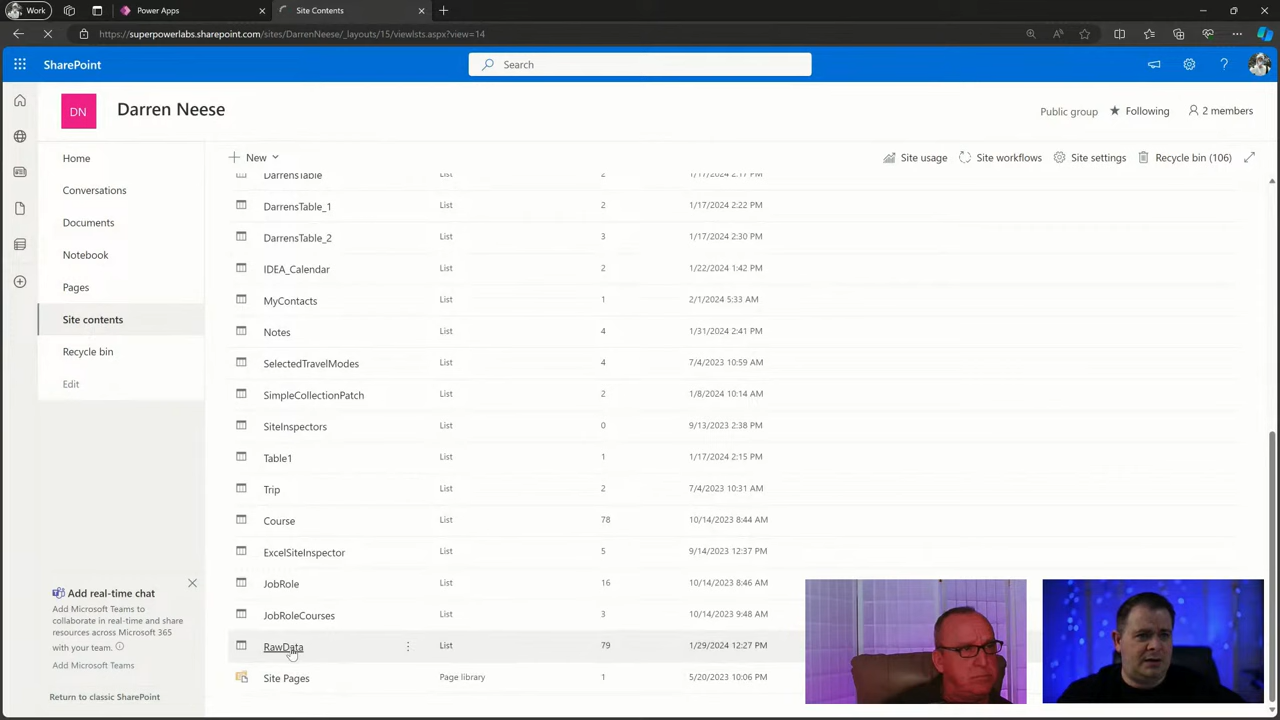 Work
Power Apps
Site Contents
https://superpowerlabs.sharepoint.com/sites/DarrenNeese/_layouts/15/viewlsts.aspx?view=14
SharePoint
Search
DN
Darren Neese
Public group
Following
2 members
Home
Conversations
Documents
Notebook
Pages
Site contents
Recycle bin
Edit
New
Site usage
Site workflows
Site settings
Recycle bin (106)
DarrensTable List 2 1/17/2024 2:17 PM
DarrensTable_1 List 2 1/17/2024 2:22 PM
DarrensTable_2 List 3 1/17/2024 2:30 PM
IDEA_Calendar List 2 1/22/2024 1:42 PM
MyContacts List 1 2/1/2024 5:33 AM
Notes List 4 1/31/2024 2:41 PM
SelectedTravelModes List 4 7/4/2023 10:59 AM
SimpleCollectionPatch List 2 1/8/2024 10:14 AM
SiteInspectors List 0 9/13/2023 2:38 PM
Table1 List 1 1/17/2024 2:15 PM
Trip List 2 7/4/2023 10:31 AM
Course List 78 10/14/2023 8:44 AM
ExcelSiteInspector List 5 9/14/2023 12:37 PM
JobRole List 16 10/14/2023 8:46 AM
JobRoleCourses List 3 10/14/2023 9:48 AM
RawData List 79 1/29/2024 12:27 PM
Site Pages Page library 1 5/20/2023 10:06 PM
Add real-time chat
Add Microsoft Teams to
collaborate in real-time and share
resources across Microsoft 365
with your team.
Add Microsoft Teams
Return to classic SharePoint